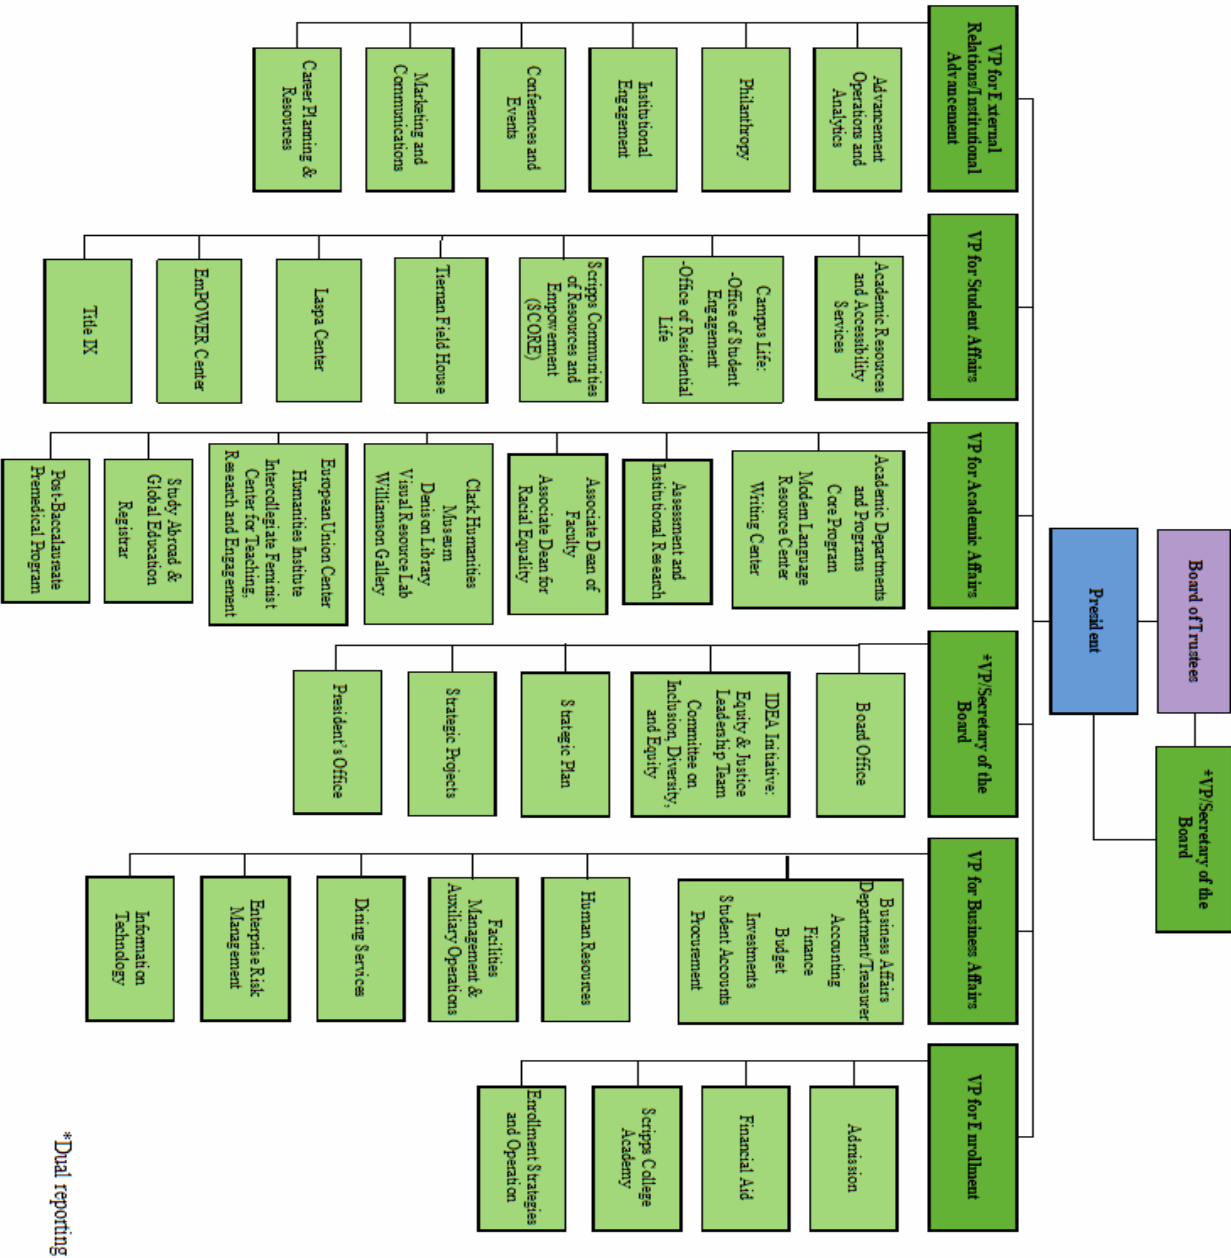 Board of Trustees
*VP/Secretary of the
Board
President
VP for External
Relations/Institutional
Advancement
Advancement
Operations and
Analytics
Philanthropy
Institutional
Engagement
Conferences and
Events
Marketing and
Communications
Career Planning &
Resources
VP for Student Affairs
Academic Resources
and Accessibility
Services
Campus Life:
-Office of Student
Engagement
-Office of Residential
Life
Scripps Communities
of Resources and
Empowerment
(SCORE)
Tiernan Field House
Laspa Center
EmPOWER Center
Title IX
VP for Academic Affairs
Academic Departments
and Programs
Core Program
Modern Language
Resource Center
Writing Center
Assessment and
Institutional Research
Associate Dean of
Faculty
Associate Dean for
Racial Equality
Clark Humanities
Museum
Denison Library
Visual Resource Lab
Williamson Gallery
European Union Center
Humanities Institute
Intercollegiate Feminist
Center for Teaching,
Research and Engagement
Study Abroad &
Global Education
Registrar
Post-Baccalaureate
Premedical Program
*VP/Secretary of the
Board
Board Office
IDEA Initiative:
Equity & Justice
Leadership Team
Committee on
Inclusion, Diversity,
and Equity
Strategic Plan
Strategic Projects
President's Office
VP for Business Affairs
Business Affairs
Department/Treasurer
Accounting
Finance
Budget
Investments
Student Accounts
Procurement
Human Resources
Facilities
Management &
Auxiliary Operations
Dining Services
Enterprise Risk
Management
Information
Technology
VP for Enrollment
Admission
Financial Aid
Scripps College
Academy
Enrollment Strategies
and Operation
*Dual reporting